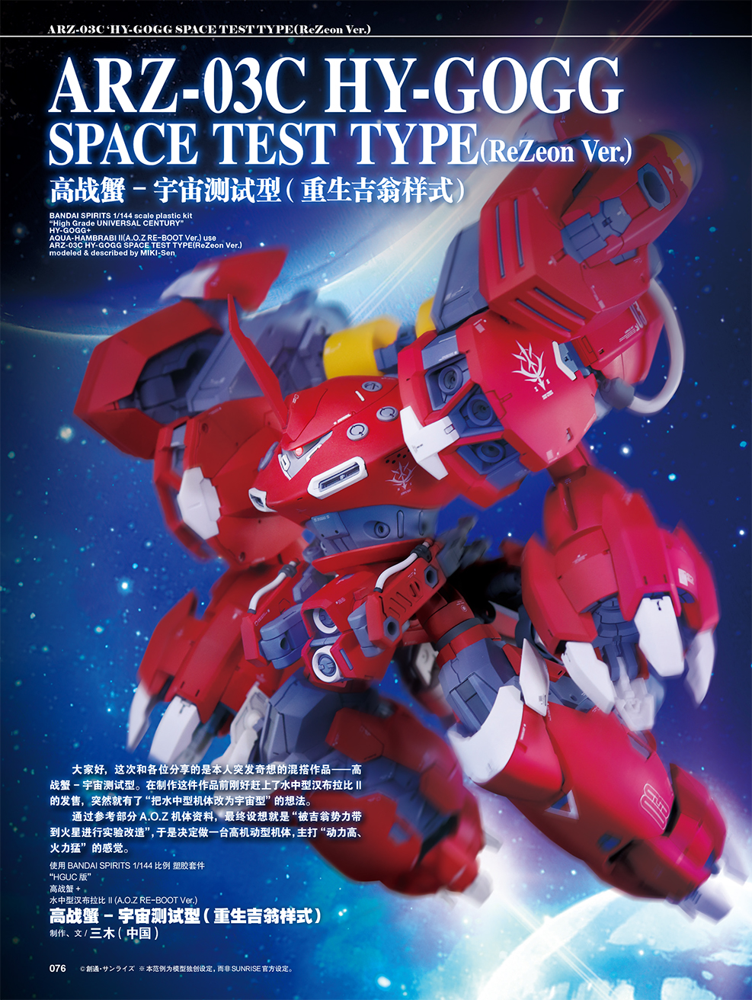 ARZ-03C ‘HY-GOGG SPACE TEST TYPE(ReZeon Ver.)
ARZ-03C HY-GOGG
SPACE TEST TYPE(ReZeon Ver.)
高战蟹 – 宇宙测试型 ( 重生吉翁样式 )
BANDAI SPIRITS 1/144 scale plastic kit
“High Grade UNIVERSAL CENTURY”
HY-GOGG+
AQUA-HAMBRABI II(A.O.Z RE-BOOT Ver.) use
ARZ-03C HY-GOGG SPACE TEST TYPE(ReZeon Ver.)
modeled & described by MIKI-Sen
大家好，这次和各位分享的是本人突发奇想的混搭作品——高
战蟹 – 宇宙测试型。在制作这件作品前刚好赶上了水中型汉布拉比 II
的发售，突然就有了“把水中型机体改为宇宙型”的想法。
通过参考部分 A.O.Z 机体资料，最终设想就是“被吉翁势力带
到火星进行实验改造”，于是决定做一台高机动型机体，主打“动力高、
火力猛”的感觉。
使用 BANDAI SPIRITS 1/144 比例 塑胶套件
“HGUC 版”
高战蟹 +
水中型汉布拉比 II (A.O.Z RE-BOOT Ver.)
高战蟹 – 宇宙测试型 ( 重生吉翁样式 )
制作、文 / 三木 ( 中国 )
076 ©創通・サンライズ ※本范例为模型独创设定，而非SUNRISE官方设定。